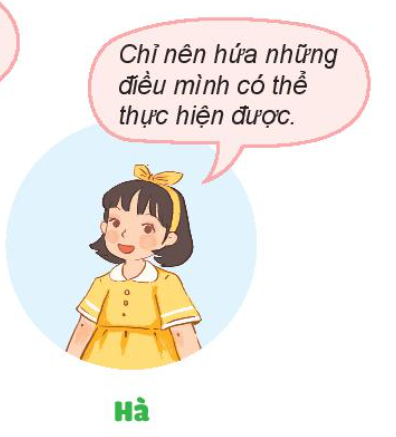 Chỉ nên hứa những
điều mình có thể
thực hiện được.
Hà